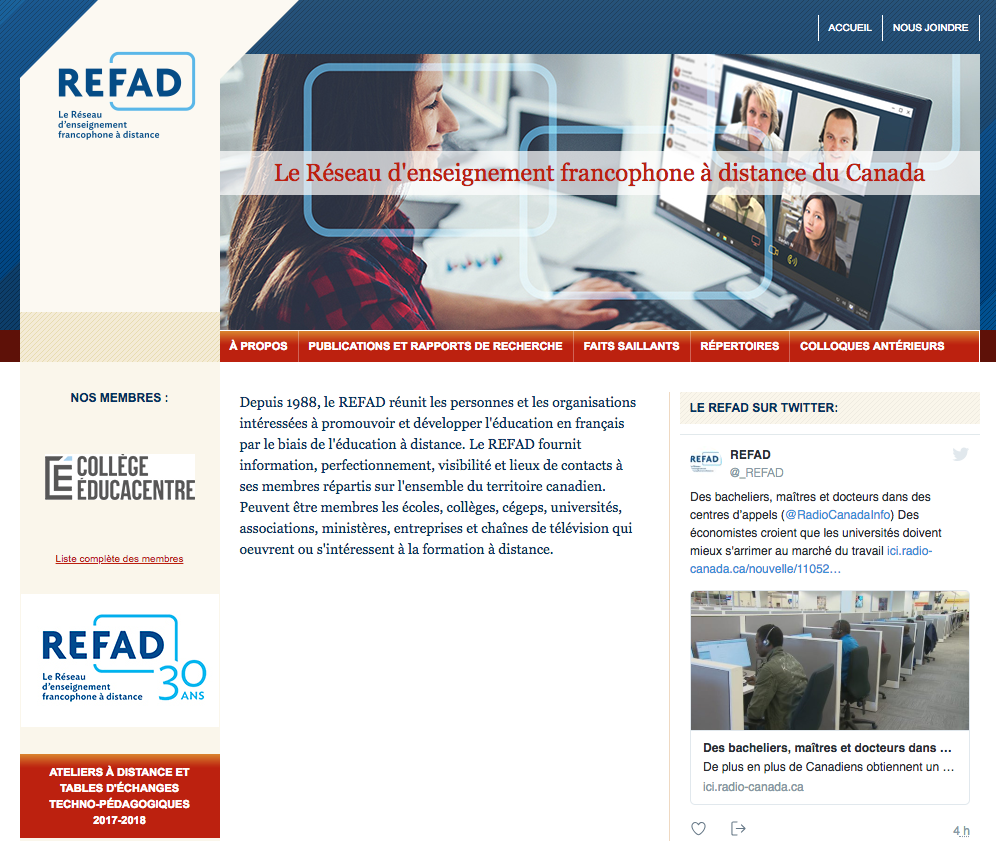 ACCUEIL
NOUS JOINDRE
REFAD
Le Réseau
d'enseignement
francophone à distance
Le Réseau d'enseignement francophone à distance du Canada
À PROPOS
PUBLICATIONS ET RAPPORTS DE RECHERCHE
FAITS SAILLANTS
RÉPERTOIRES
COLLOQUES ANTÉRIEURS
NOS MEMBRES :
COLLÈGE
ÉDUCACENTRE
Liste complète des membres
REFAD
Le Réseau
d'enseignement
francophone à distance
30
ANS
ATELIERS À DISTANCE ET
TABLES D'ÉCHANGES
TECHNO-PÉDAGOGIQUES
2017-2018
Depuis 1988, le REFAD réunit les personnes et les organisations
intéressées à promouvoir et développer l'éducation en français
par le biais de l'éducation à distance. Le REFAD fournit
information, perfectionnement, visibilité et lieux de contacts à
ses membres répartis sur l'ensemble du territoire canadien.
Peuvent être membres les écoles, collèges, cégeps, universités,
associations, ministères, entreprises et chaînes de télévision qui
oeuvrent ou s'intéressent à la formation à distance.
LE REFAD SUR TWITTER:
REFAD
REFAD
@_REFAD
Des bacheliers, maîtres et docteurs dans des
centres d'appels (@RadioCanadaInfo) Des
économistes croient que les universités doivent
mieux s'arrimer au marché du travail ici.radio-
canada.ca/nouvelle/11052…
Des bacheliers, maîtres et docteurs dans ...
De plus en plus de Canadiens obtiennent un ...
ici.radio-canada.ca
4 h